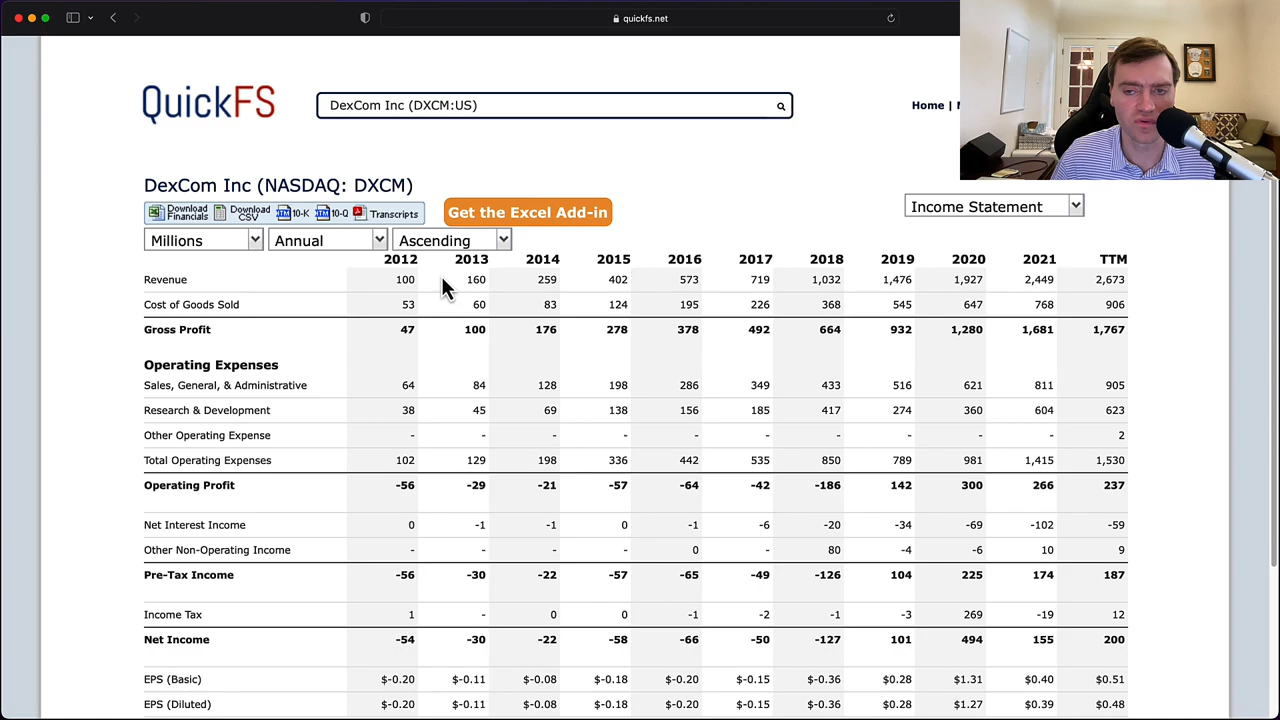 quickfs.net
QuickFS
DexCom Inc (DXCM:US)
Home |
DexCom Inc (NASDAQ: DXCM)
Download Financials Download CSV 10-K 10-Q Transcripts
Get the Excel Add-in
Income Statement
Millions Annual Ascending
2012 2013 2014 2015 2016 2017 2018 2019 2020 2021 TTM
Revenue 100 160 259 402 573 719 1,032 1,476 1,927 2,449 2,673
Cost of Goods Sold 53 60 83 124 195 226 368 545 647 768 906
Gross Profit 47 100 176 278 378 492 664 932 1,280 1,681 1,767
Operating Expenses
Sales, General, & Administrative 64 84 128 198 286 349 433 516 621 811 905
Research & Development 38 45 69 138 156 185 417 274 360 604 623
Other Operating Expense - - - - - - - - - - 2
Total Operating Expenses 102 129 198 336 442 535 850 789 981 1,415 1,530
Operating Profit -56 -29 -21 -57 -64 -42 -186 142 300 266 237
Net Interest Income 0 -1 -1 0 -1 -6 -20 -34 -69 -102 -59
Other Non-Operating Income - - - - 0 - 80 -4 -6 10 9
Pre-Tax Income -56 -30 -22 -57 -65 -49 -126 104 225 174 187
Income Tax 1 - 0 0 -1 -2 -1 -3 269 -19 12
Net Income -54 -30 -22 -58 -66 -50 -127 101 494 155 200
EPS (Basic) $-0.20 $-0.11 $-0.08 $-0.18 $-0.20 $-0.15 $-0.36 $0.28 $1.31 $0.40 $0.51
EPS (Diluted) $-0.20 $-0.11 $-0.08 $-0.18 $-0.20 $-0.15 $-0.36 $0.28 $1.27 $0.39 $0.48